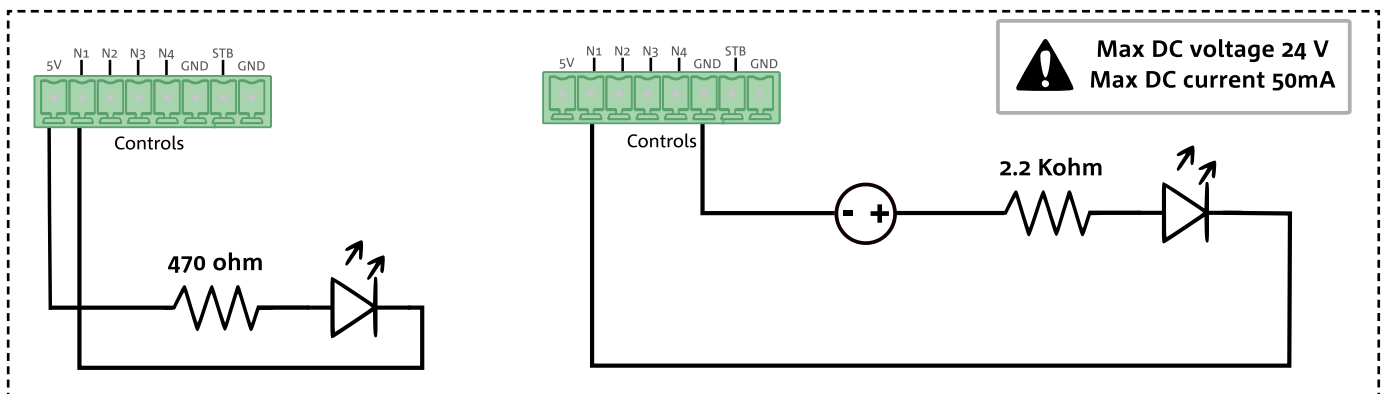 5V N1 N2 N3 N4 GND STB GND
Controls
470 ohm
5V N1 N2 N3 N4 GND STB GND
Controls
- +
2.2 Kohm
Max DC voltage 24 V
Max DC current 50mA